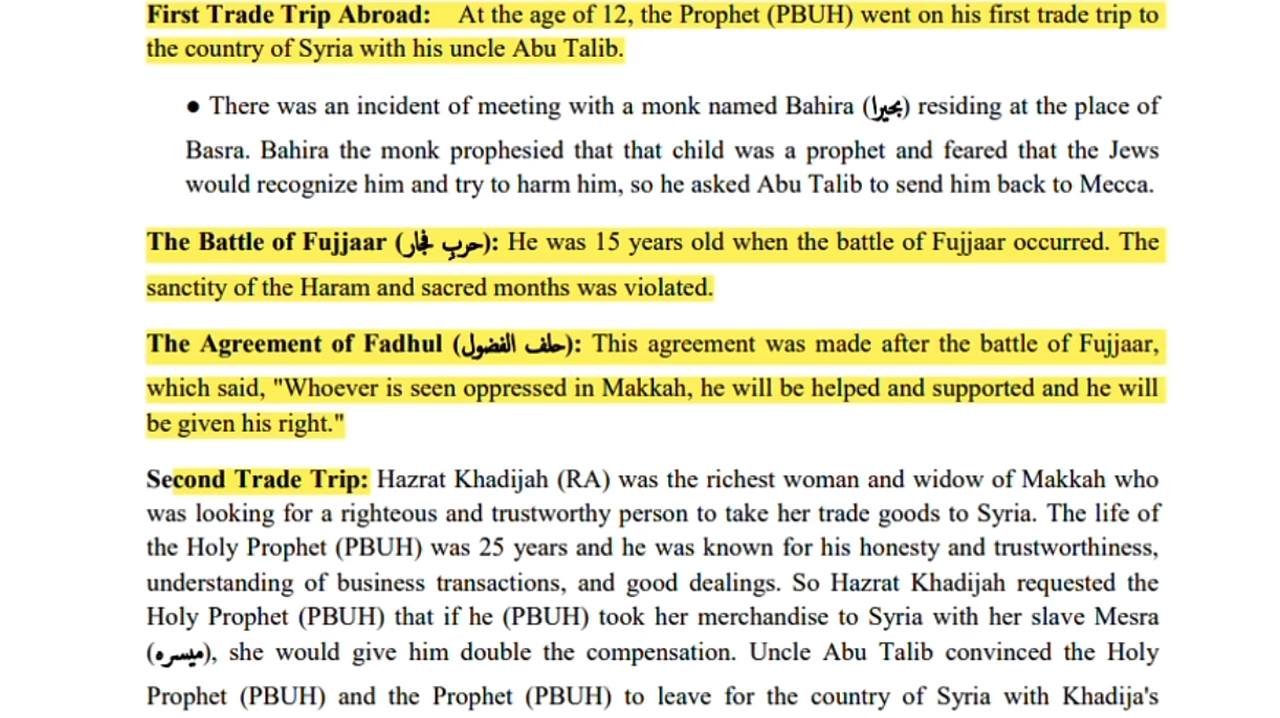 First Trade Trip Abroad: At the age of 12, the Prophet (PBUH) went on his first trade trip to
the country of Syria with his uncle Abu Talib.
● There was an incident of meeting with a monk named Bahira (بحیرا) residing at the place of
Basra. Bahira the monk prophesied that that child was a prophet and feared that the Jews
would recognize him and try to harm him, so he asked Abu Talib to send him back to Mecca.
The Battle of Fujjaar (حربِ فجار): He was 15 years old when the battle of Fujjaar occurred. The
sanctity of the Haram and sacred months was violated.
The Agreement of Fadhul (حلف الفضول): This agreement was made after the battle of Fujjaar,
which said, "Whoever is seen oppressed in Makkah, he will be helped and supported and he will
be given his right."
Second Trade Trip: Hazrat Khadijah (RA) was the richest woman and widow of Makkah who
was looking for a righteous and trustworthy person to take her trade goods to Syria. The life of
the Holy Prophet (PBUH) was 25 years and he was known for his honesty and trustworthiness,
understanding of business transactions, and good dealings. So Hazrat Khadijah requested the
Holy Prophet (PBUH) that if he (PBUH) took her merchandise to Syria with her slave Mesra
(میسره), she would give him double the compensation. Uncle Abu Talib convinced the Holy
Prophet (PBUH) and the Prophet (PBUH) to leave for the country of Syria with Khadija's